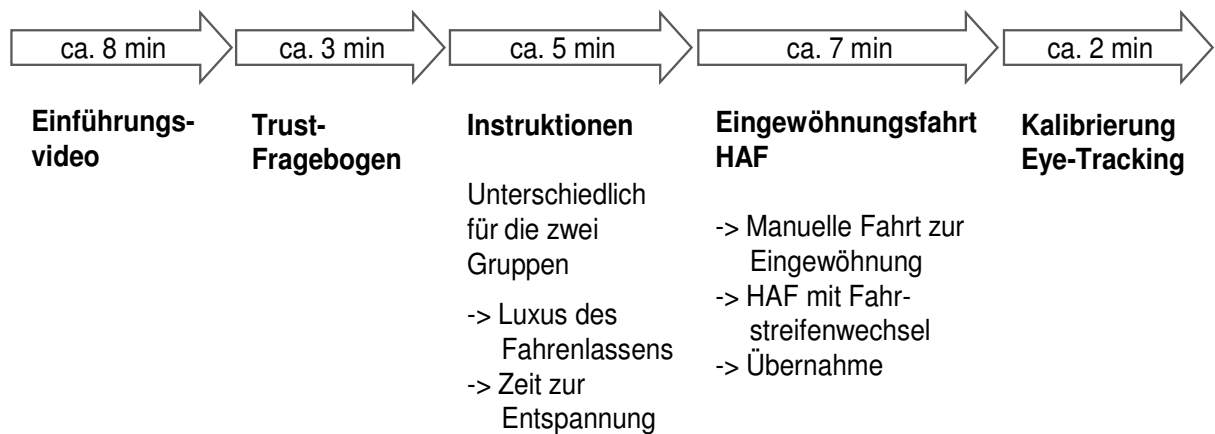 ca. 8 min
ca. 3 min
ca. 5 min
ca. 7 min
ca. 2 min
Einführungs-
video
Trust-
Fragebogen
Instruktionen
Unterschiedlich
für die zwei
Gruppen
-> Luxus des
Fahrenlassens
-> Zeit zur
Entspannung
Eingewöhnungsfahrt
HAF
-> Manuelle Fahrt zur
Eingewöhnung
-> HAF mit Fahr-
streifenwechsel
-> Übernahme
Kalibrierung
Eye-Tracking